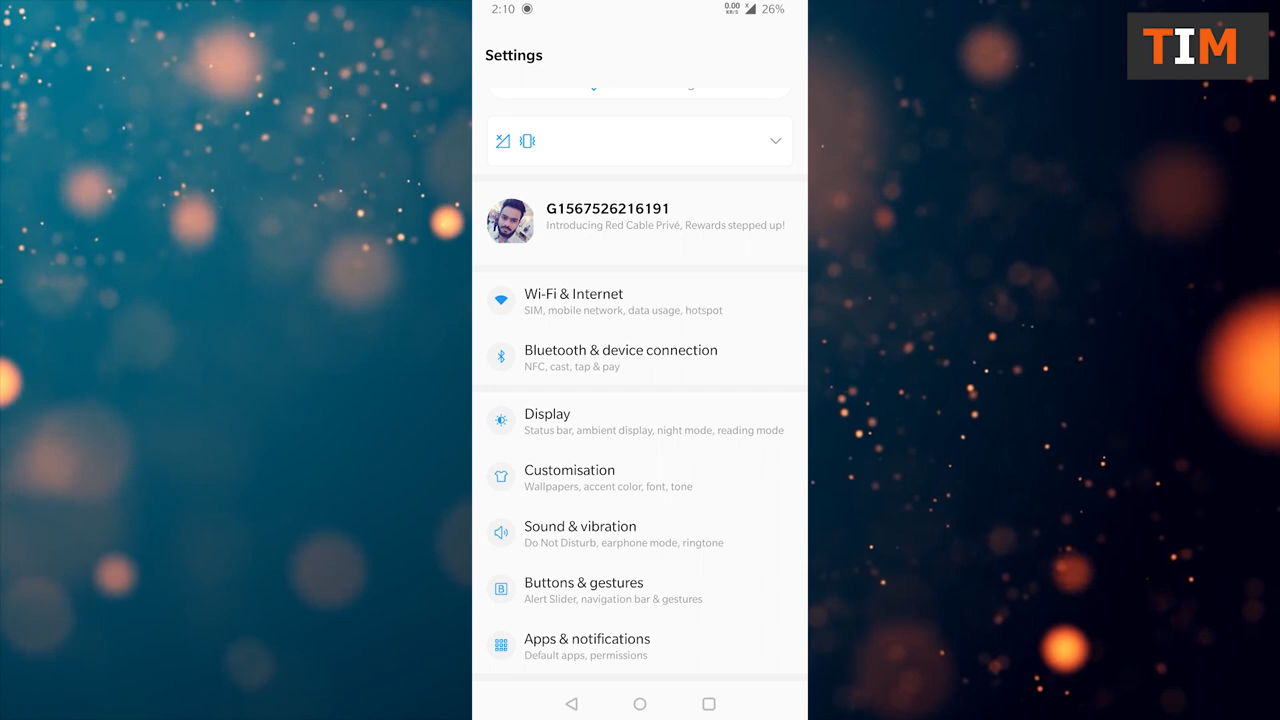 2:10 0.00 KB/S 26%
TIM
Settings
G1567526216191
Introducing Red Cable Privé, Rewards stepped up!
Wi-Fi & Internet
SIM, mobile network, data usage, hotspot
Bluetooth & device connection
NFC, cast, tap & pay
Display
Status bar, ambient display, night mode, reading mode
Customisation
Wallpapers, accent color, font, tone
Sound & vibration
Do Not Disturb, earphone mode, ringtone
Buttons & gestures
Alert Slider, navigation bar & gestures
Apps & notifications
Default apps, permissions